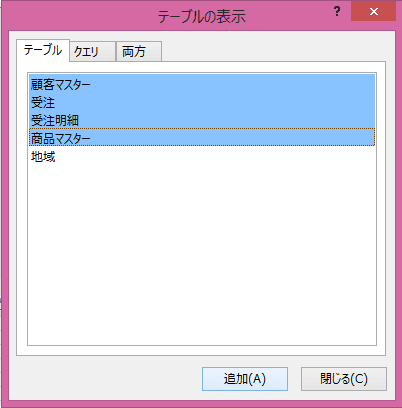 テーブルの表示
?
×
テーブル クエリ 両方
顧客マスター
受注
受注明細
商品マスター
地域
追加(A) 閉じる(C)